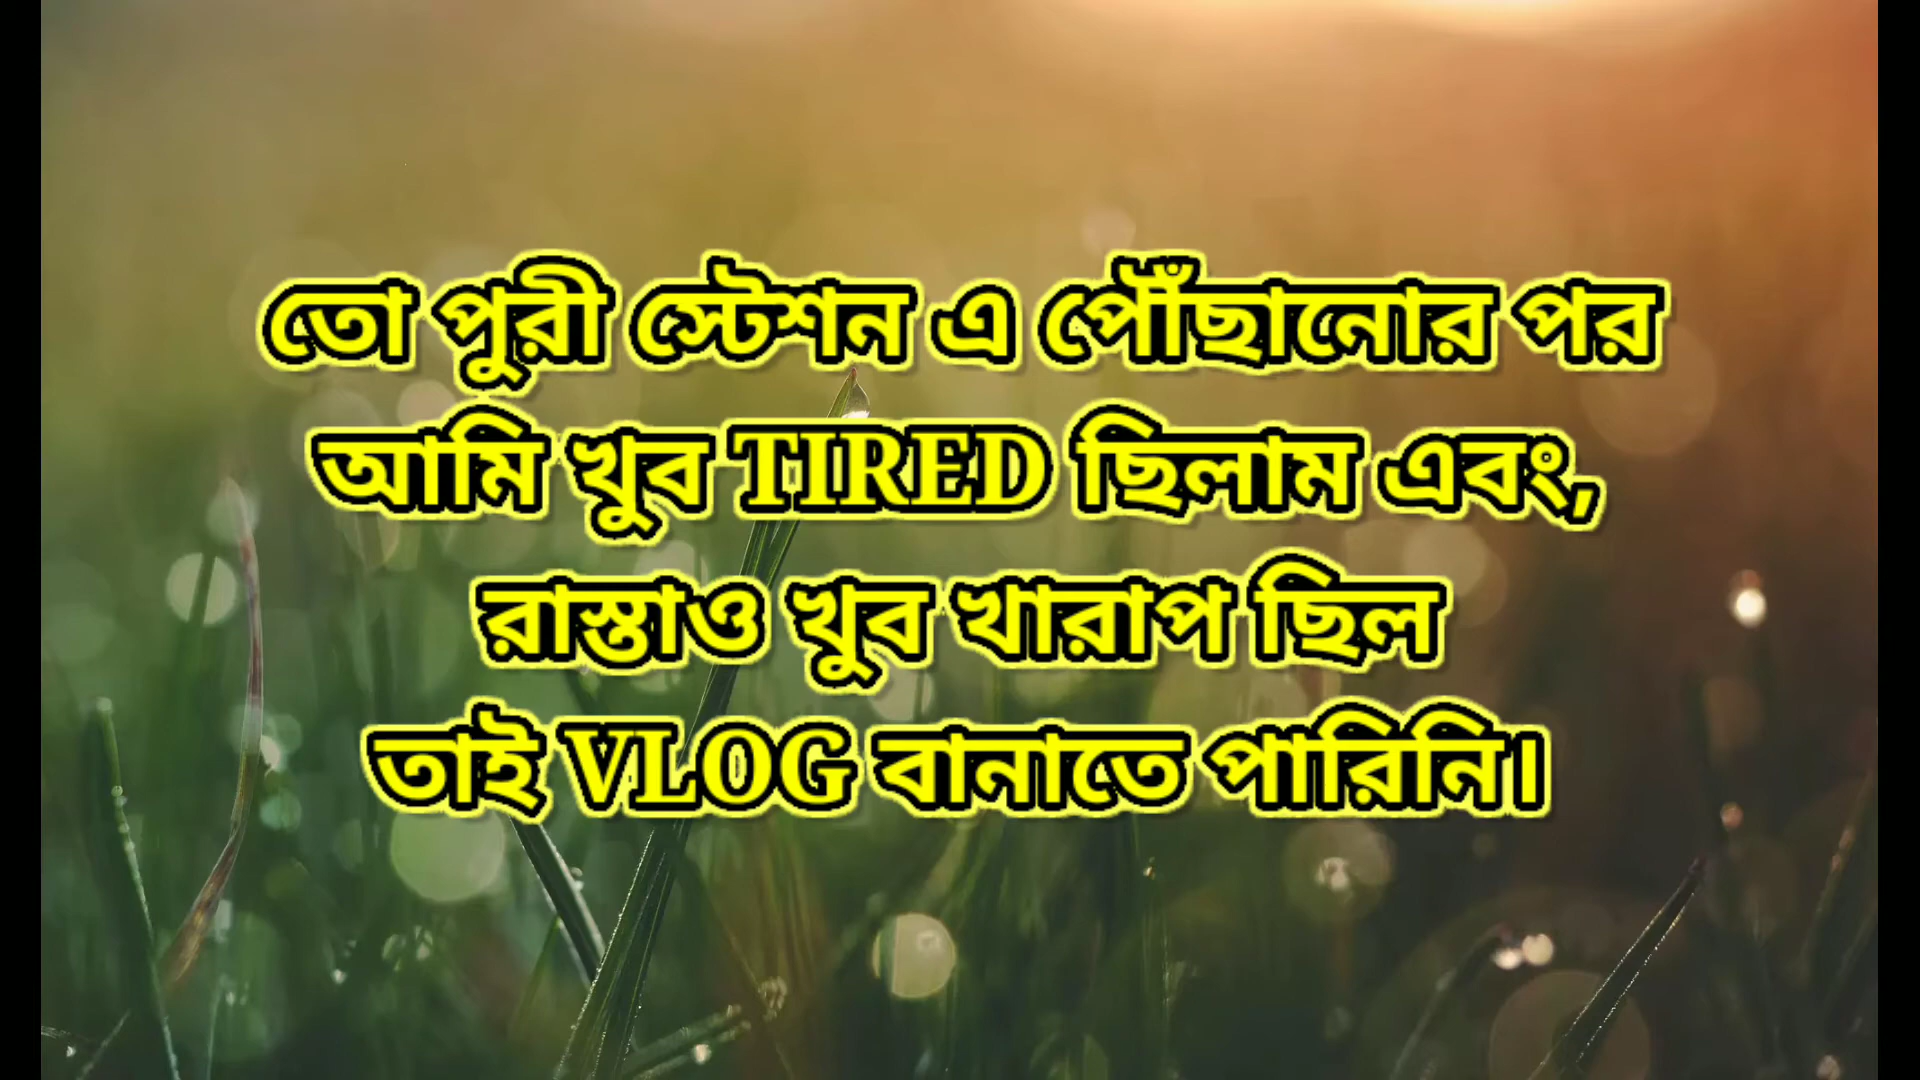 তো পুরী স্টেশন এ পৌঁছানোর পর
আমি খুব TIRED ছিলাম এবং,
রাস্তাও খুব খারাপ ছিল
তাই VLOG বানাতে পারিনি।